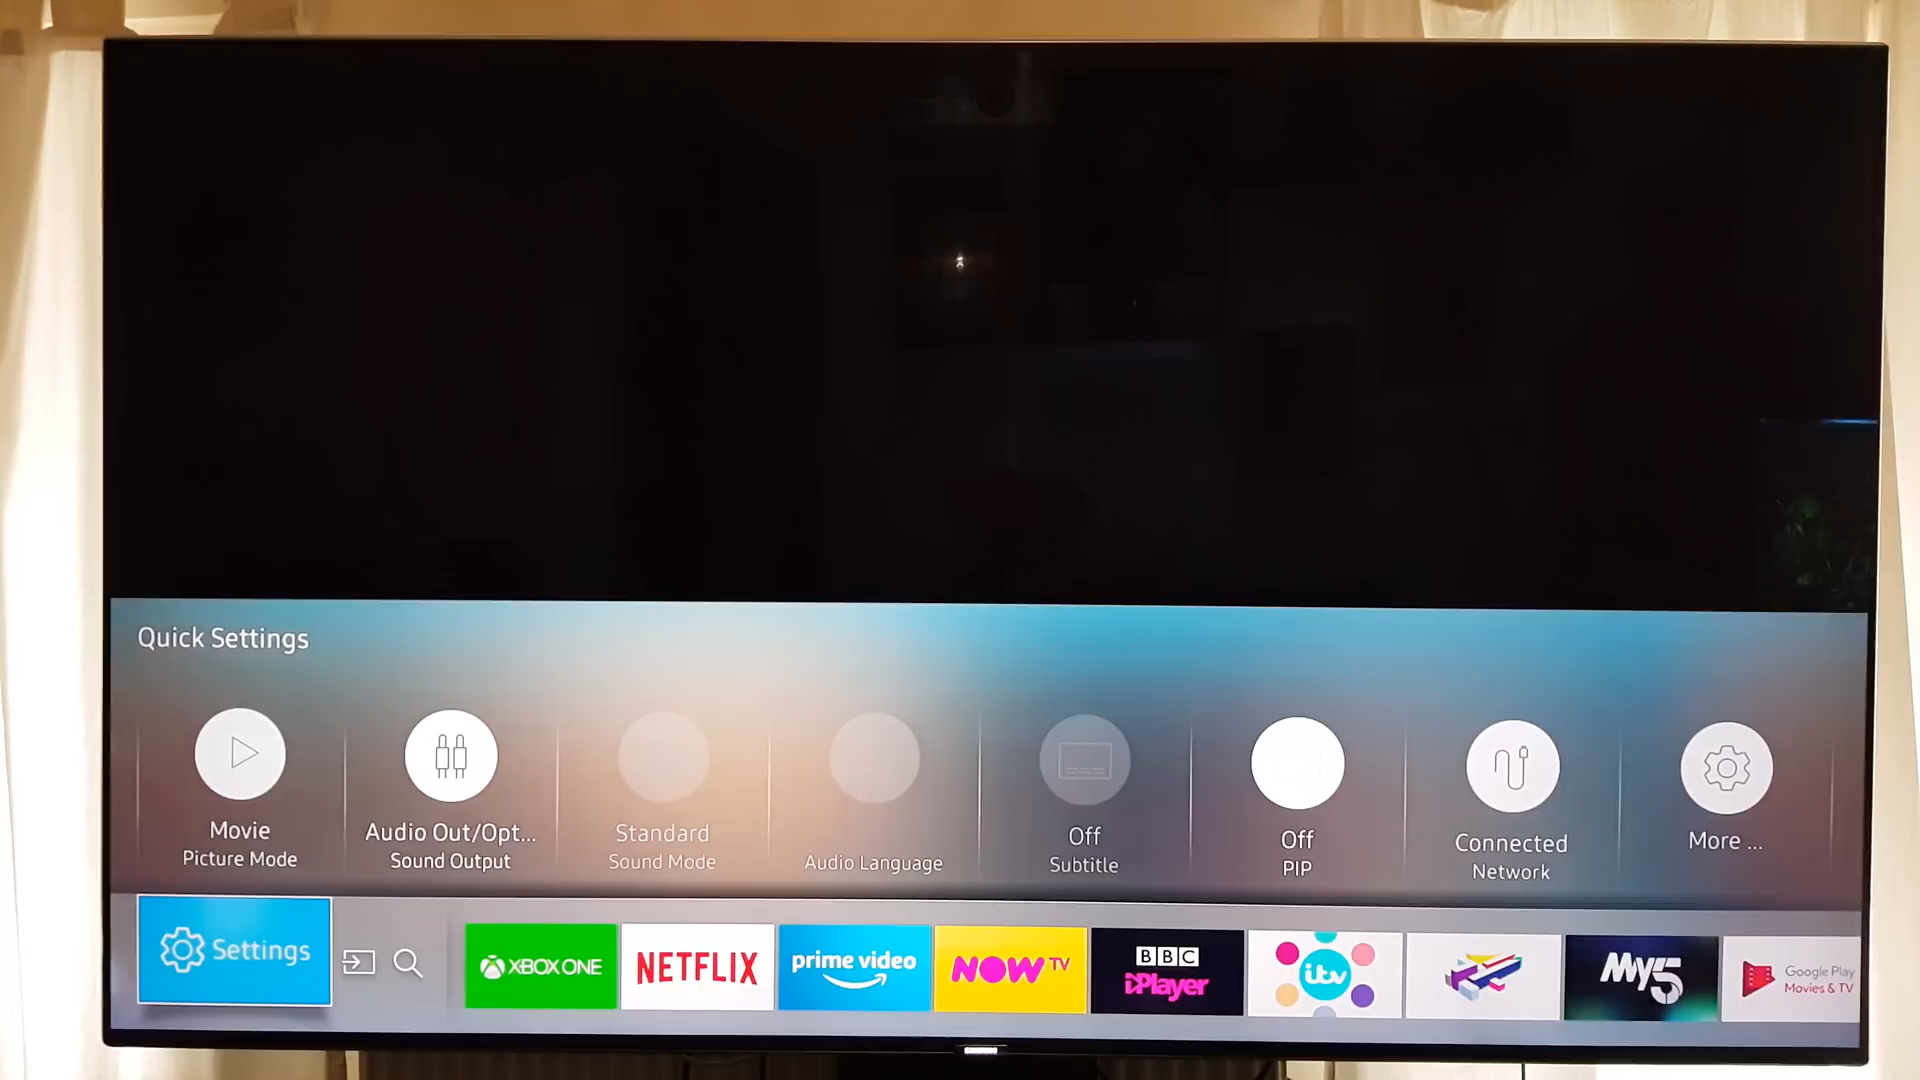 Quick Settings
Movie
Picture Mode
Audio Out/Opt...
Sound Output
Standard
Sound Mode
Audio Language
Off
Subtitle
Off
PIP
Connected
Network
More ...
Settings
XBOX ONE
NETFLIX
prime video
NOW TV
BBC
iPlayer
itv
My5
Google Play
Movies & TV